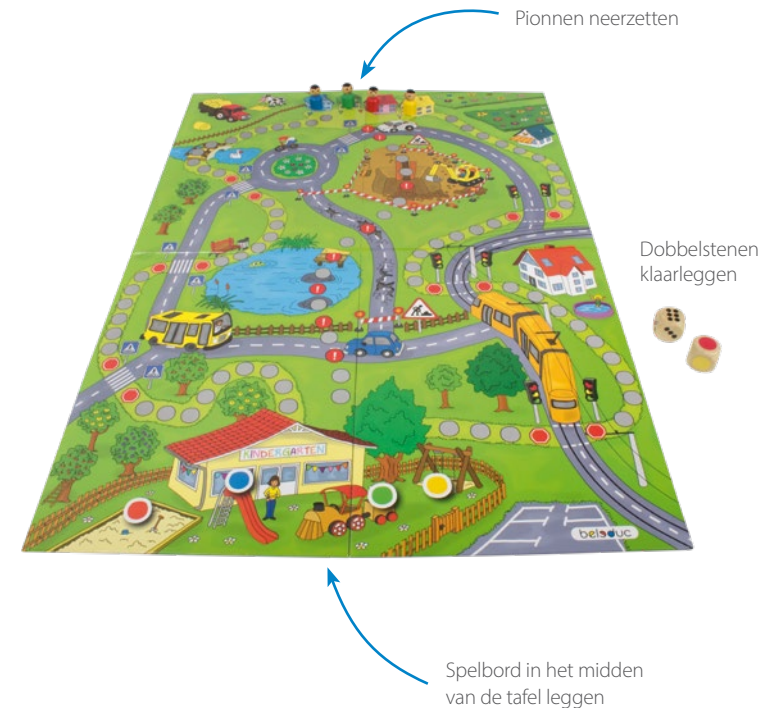 Pionnen neerzetten
Dobbelstenen
klaarleggen
KINDERGARTEN
beleduc
Spelbord in het midden
van de tafel leggen